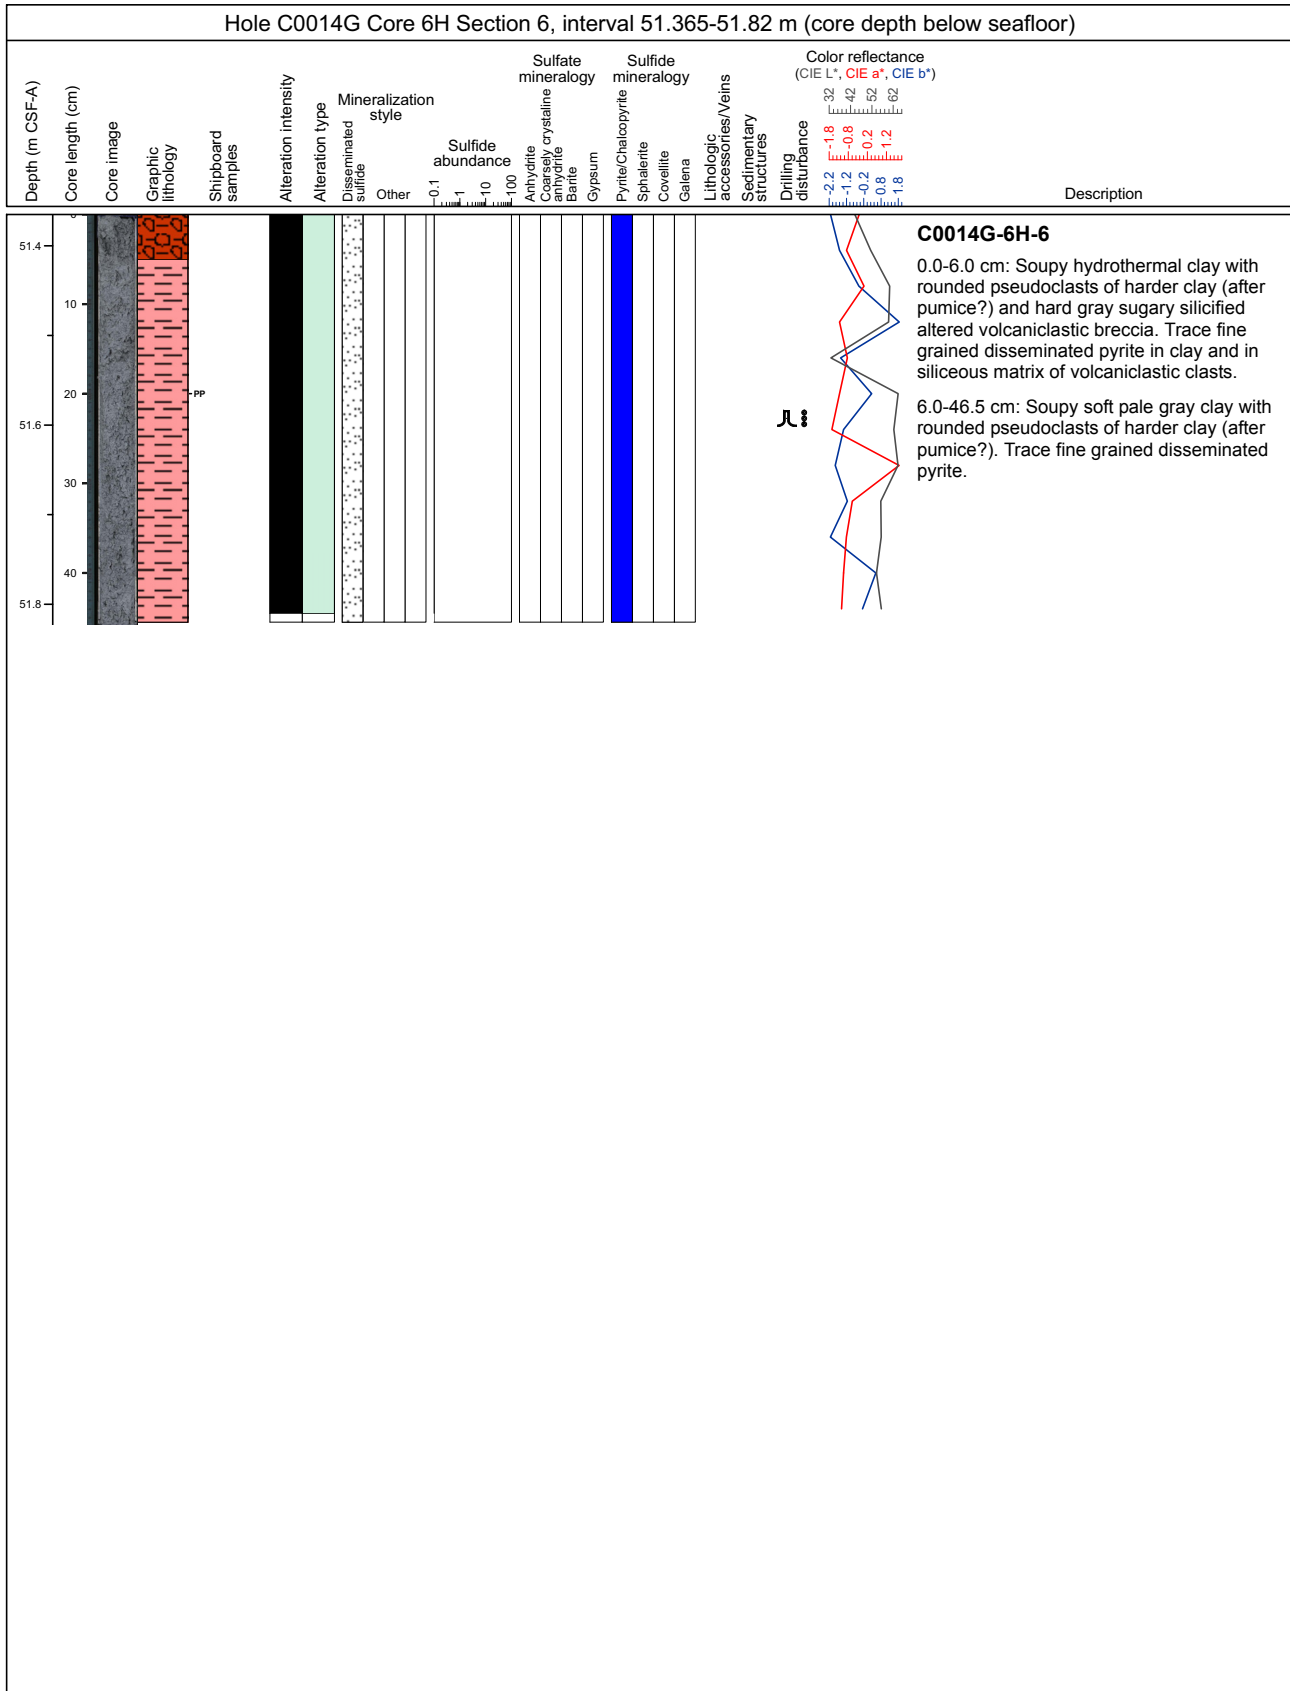 Hole C0014G Core 6H Section 6, interval 51.365-51.82 m (core depth below seafloor)
Depth (m CSF-A)
Core length (cm)
Core image
Graphic
lithology
Shipboard
samples
Alteration intensity
Alteration type
Mineralization
style
Disseminated
sulfide
Other
Sulfide
abundance
0.1
1
10
100
Sulfate
mineralogy
Anhydrite
Coarsely crystaline
anhydrite
Barite
Gypsum
Sulfide
mineralogy
Pyrite/Chalcopyrite
Sphalerite
Covellite
Galena
Lithologic
accessories/Veins
Sedimentary
structures
Drilling
disturbance
Color reflectance
(CIE L*, CIE a*, CIE b*)
32
42
52
62
-1.8
-0.8
0.2
1.2
-2.2
-1.2
-0.2
0.8
1.8
Description
51.4
51.6
51.8
10
20
30
40
PP
C0014G-6H-6
0.0-6.0 cm: Soupy hydrothermal clay with
rounded pseudoclasts of harder clay (after
pumice?) and hard gray sugary silicified
altered volcaniclastic breccia. Trace fine
grained disseminated pyrite in clay and in
siliceous matrix of volcaniclastic clasts.
6.0-46.5 cm: Soupy soft pale gray clay with
rounded pseudoclasts of harder clay (after
pumice?). Trace fine grained disseminated
pyrite.